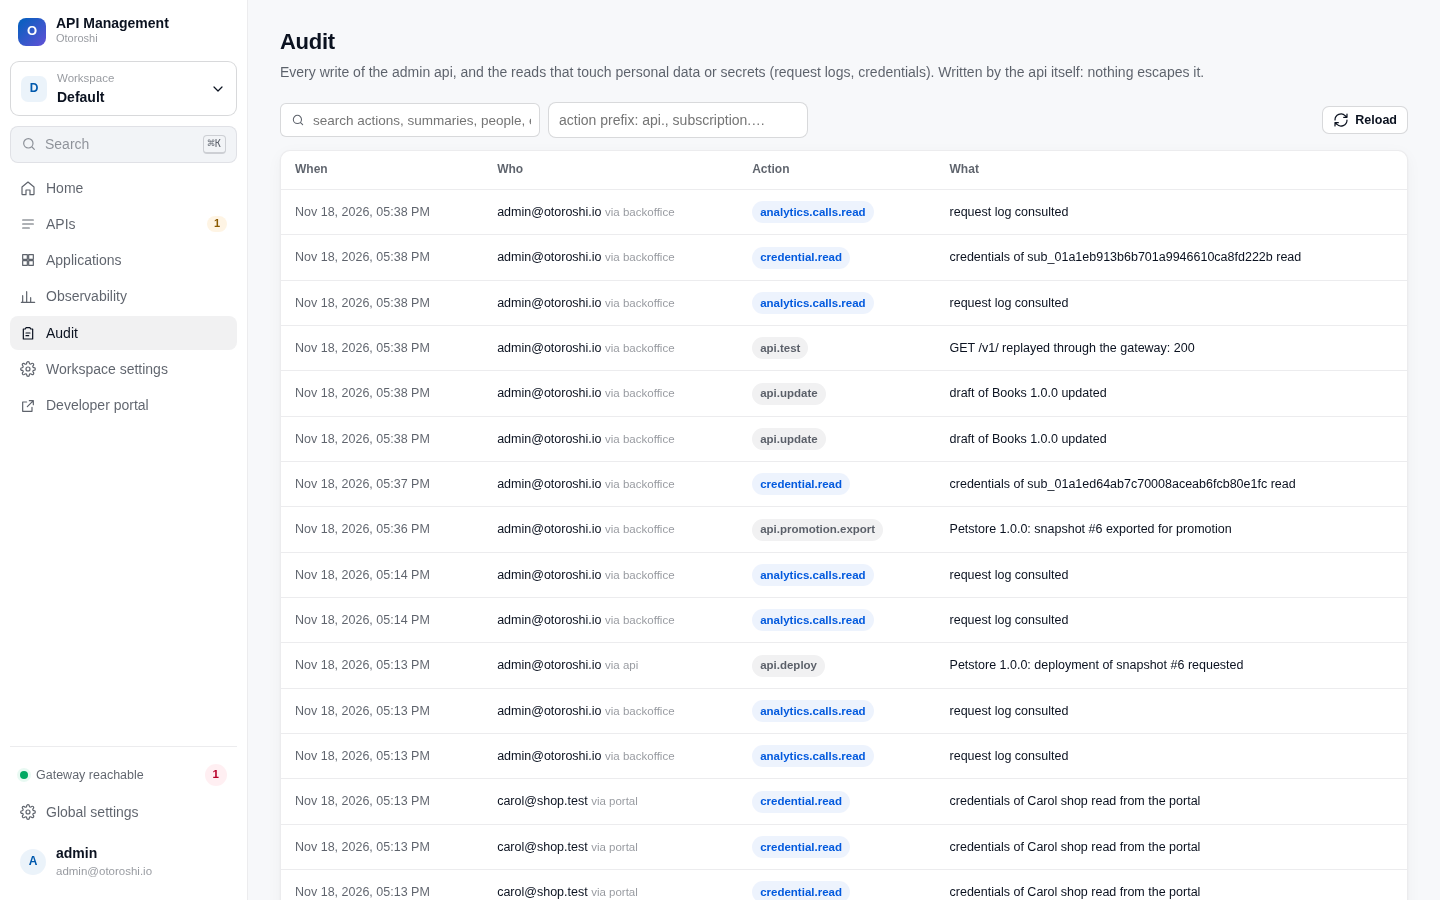 API Management
Otoroshi
Workspace
D
Default
Search
⌘K
Home
APIs 1
Applications
Observability
Audit
Workspace settings
Developer portal
Gateway reachable 1
Global settings
A
admin
admin@otoroshi.io
O
Audit
Every write of the admin api, and the reads that touch personal data or secrets (request logs, credentials). Written by the api itself: nothing escapes it.
search actions, summaries, people,
action prefix: api., subscription.…
Reload
When Who Action What
Nov 18, 2026, 05:38 PM admin@otoroshi.io via backoffice analytics.calls.read request log consulted
Nov 18, 2026, 05:38 PM admin@otoroshi.io via backoffice credential.read credentials of sub_01a1eb913b6b701a9946610ca8fd222b read
Nov 18, 2026, 05:38 PM admin@otoroshi.io via backoffice analytics.calls.read request log consulted
Nov 18, 2026, 05:38 PM admin@otoroshi.io via backoffice api.test GET /v1/ replayed through the gateway: 200
Nov 18, 2026, 05:38 PM admin@otoroshi.io via backoffice api.update draft of Books 1.0.0 updated
Nov 18, 2026, 05:38 PM admin@otoroshi.io via backoffice api.update draft of Books 1.0.0 updated
Nov 18, 2026, 05:37 PM admin@otoroshi.io via backoffice credential.read credentials of sub_01a1ed64ab7c70008aceab6fcb80e1fc read
Nov 18, 2026, 05:36 PM admin@otoroshi.io via backoffice api.promotion.export Petstore 1.0.0: snapshot #6 exported for promotion
Nov 18, 2026, 05:14 PM admin@otoroshi.io via backoffice analytics.calls.read request log consulted
Nov 18, 2026, 05:14 PM admin@otoroshi.io via backoffice analytics.calls.read request log consulted
Nov 18, 2026, 05:13 PM admin@otoroshi.io via api api.deploy Petstore 1.0.0: deployment of snapshot #6 requested
Nov 18, 2026, 05:13 PM admin@otoroshi.io via backoffice analytics.calls.read request log consulted
Nov 18, 2026, 05:13 PM admin@otoroshi.io via backoffice analytics.calls.read request log consulted
Nov 18, 2026, 05:13 PM carol@shop.test via portal credential.read credentials of Carol shop read from the portal
Nov 18, 2026, 05:13 PM carol@shop.test via portal credential.read credentials of Carol shop read from the portal
Nov 18, 2026, 05:13 PM carol@shop.test via portal credential.read credentials of Carol shop read from the portal